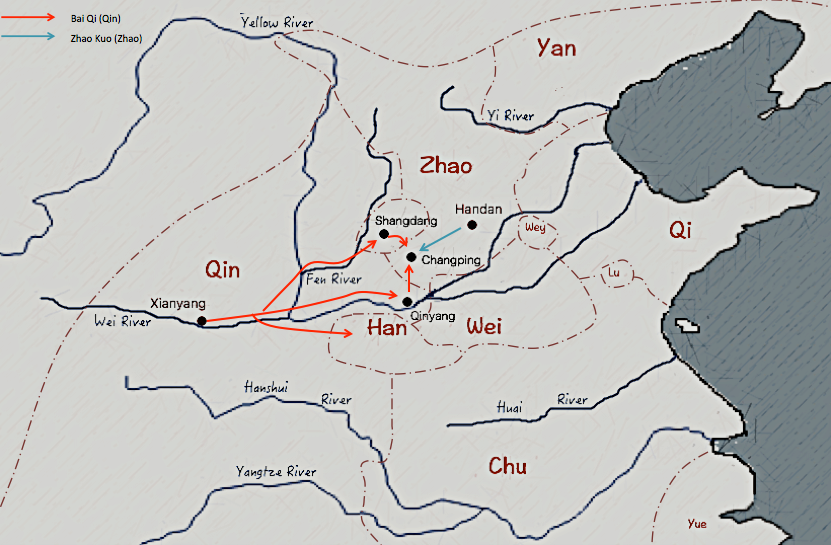 Bai Qi (Qin)
Zhao Kuo (Zhao)
Yellow River
Yan
Yi River
Zhao
Shangdang
Handan
Wey
Qi
Changping
Qin
Fen River
Lu
Xianyang
Wei River
Qinyang
Han
Wei
Hanshui River
Huai River
Chu
Yangtze River
Yue